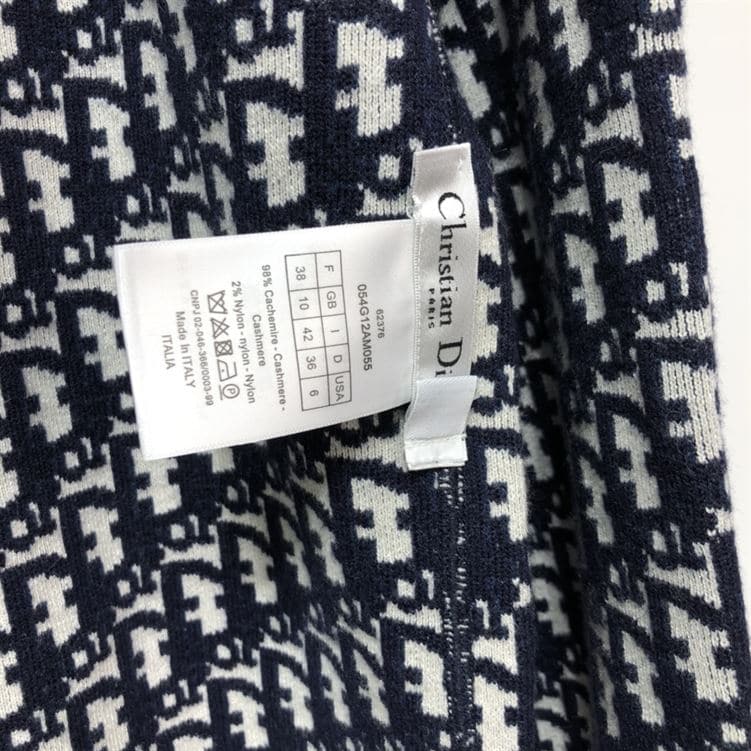 Christian Di
PARIS
62376
054G12AM055
F GB I D USA
38 10 42 36 6
98% Cachemire - Cashmere -
Cashmere
2% Nylon - nylon - Nylon
P
CNPJ 02-046-366/0003-99
Made In ITALY
ITALIA